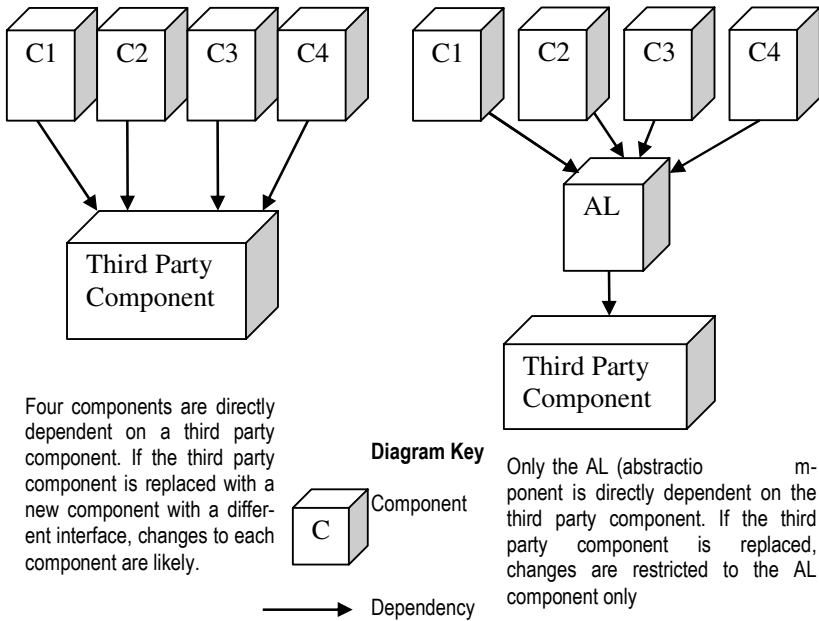 C1 C2 C3 C4
Third Party
Component
C1 C2 C3 C4
AL
Third Party
Component
Four components are directly
dependent on a third party
component. If the third party
component is replaced with a
new component with a differ-
ent interface, changes to each
component are likely.
Diagram Key
C
Component
Dependency
Only the AL (abstractio m-
ponent is directly dependent on the
third party component. If the third
party component is replaced,
changes are restricted to the AL
component only